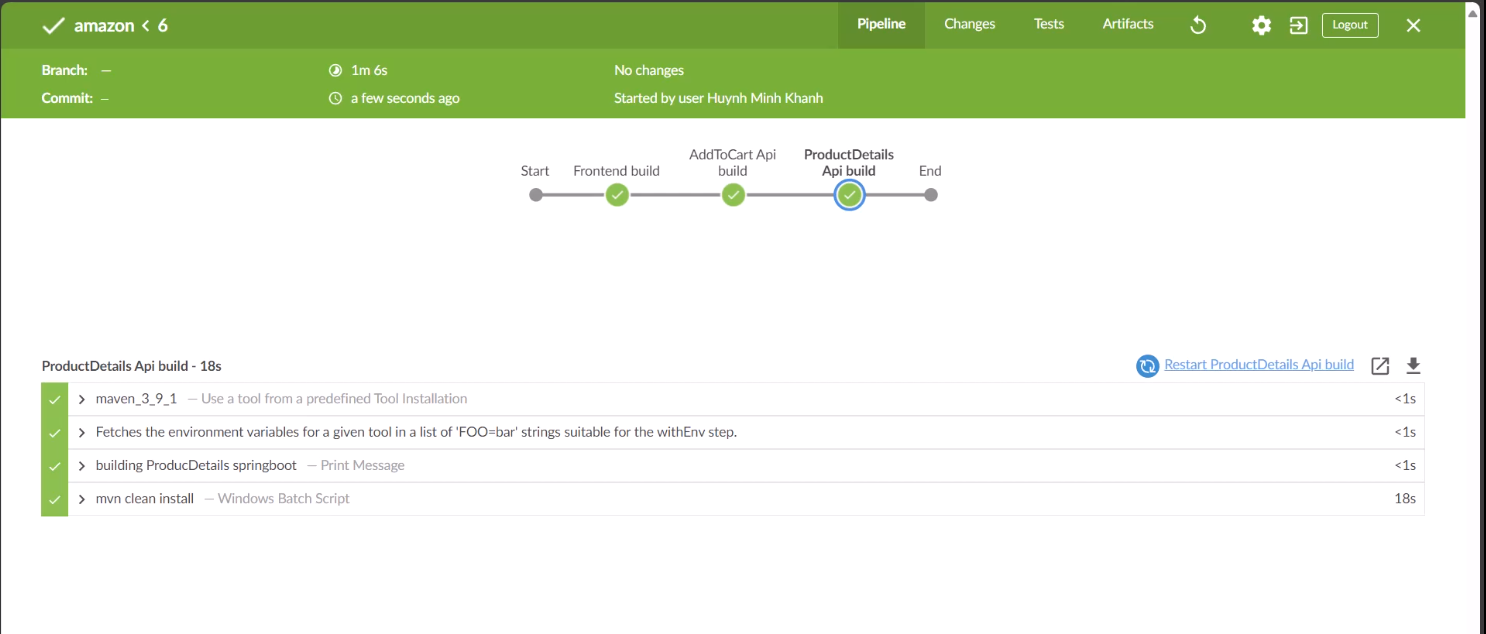 amazon < 6
Pipeline
Changes
Tests
Artifacts
Logout
Branch: —
1m 6s
No changes
Commit: —
a few seconds ago
Started by user Huynh Minh Khanh
Start
Frontend build
AddToCart Api
build
ProductDetails
Api build
End
ProductDetails Api build - 18s
Restart ProductDetails Api build
maven_3_9_1 — Use a tool from a predefined Tool Installation
<1s
Fetches the environment variables for a given tool in a list of 'FOO=bar' strings suitable for the withEnv step.
<1s
building ProducDetails springboot — Print Message
<1s
mvn clean install — Windows Batch Script
18s